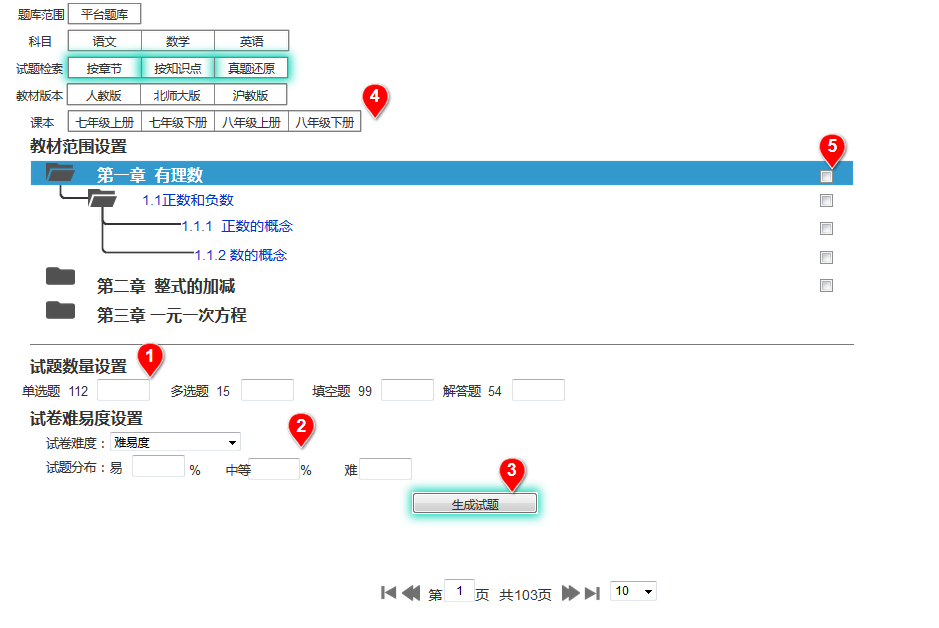 题库范围 平台题库
科目 语文 数学 英语
试题检索 按章节 按知识点 真题还原
教材版本 人教版 北师大版 沪教版
4
课本 七年级上册 七年级下册 八年级上册 八年级下册
教材范围设置
5
第一章 有理数
1.1正数和负数
1.1.1 正数的概念
1.1.2 数的概念
第二章 整式的加减
第三章 一元一次方程
试题数量设置 1
单选题 112 多选题 15 填空题 99 解答题 54
试卷难易度设置
2
试卷难度：难易度
试题分布：易 % 中等 % 难
3
生成试题
第 1 页 共103页 10